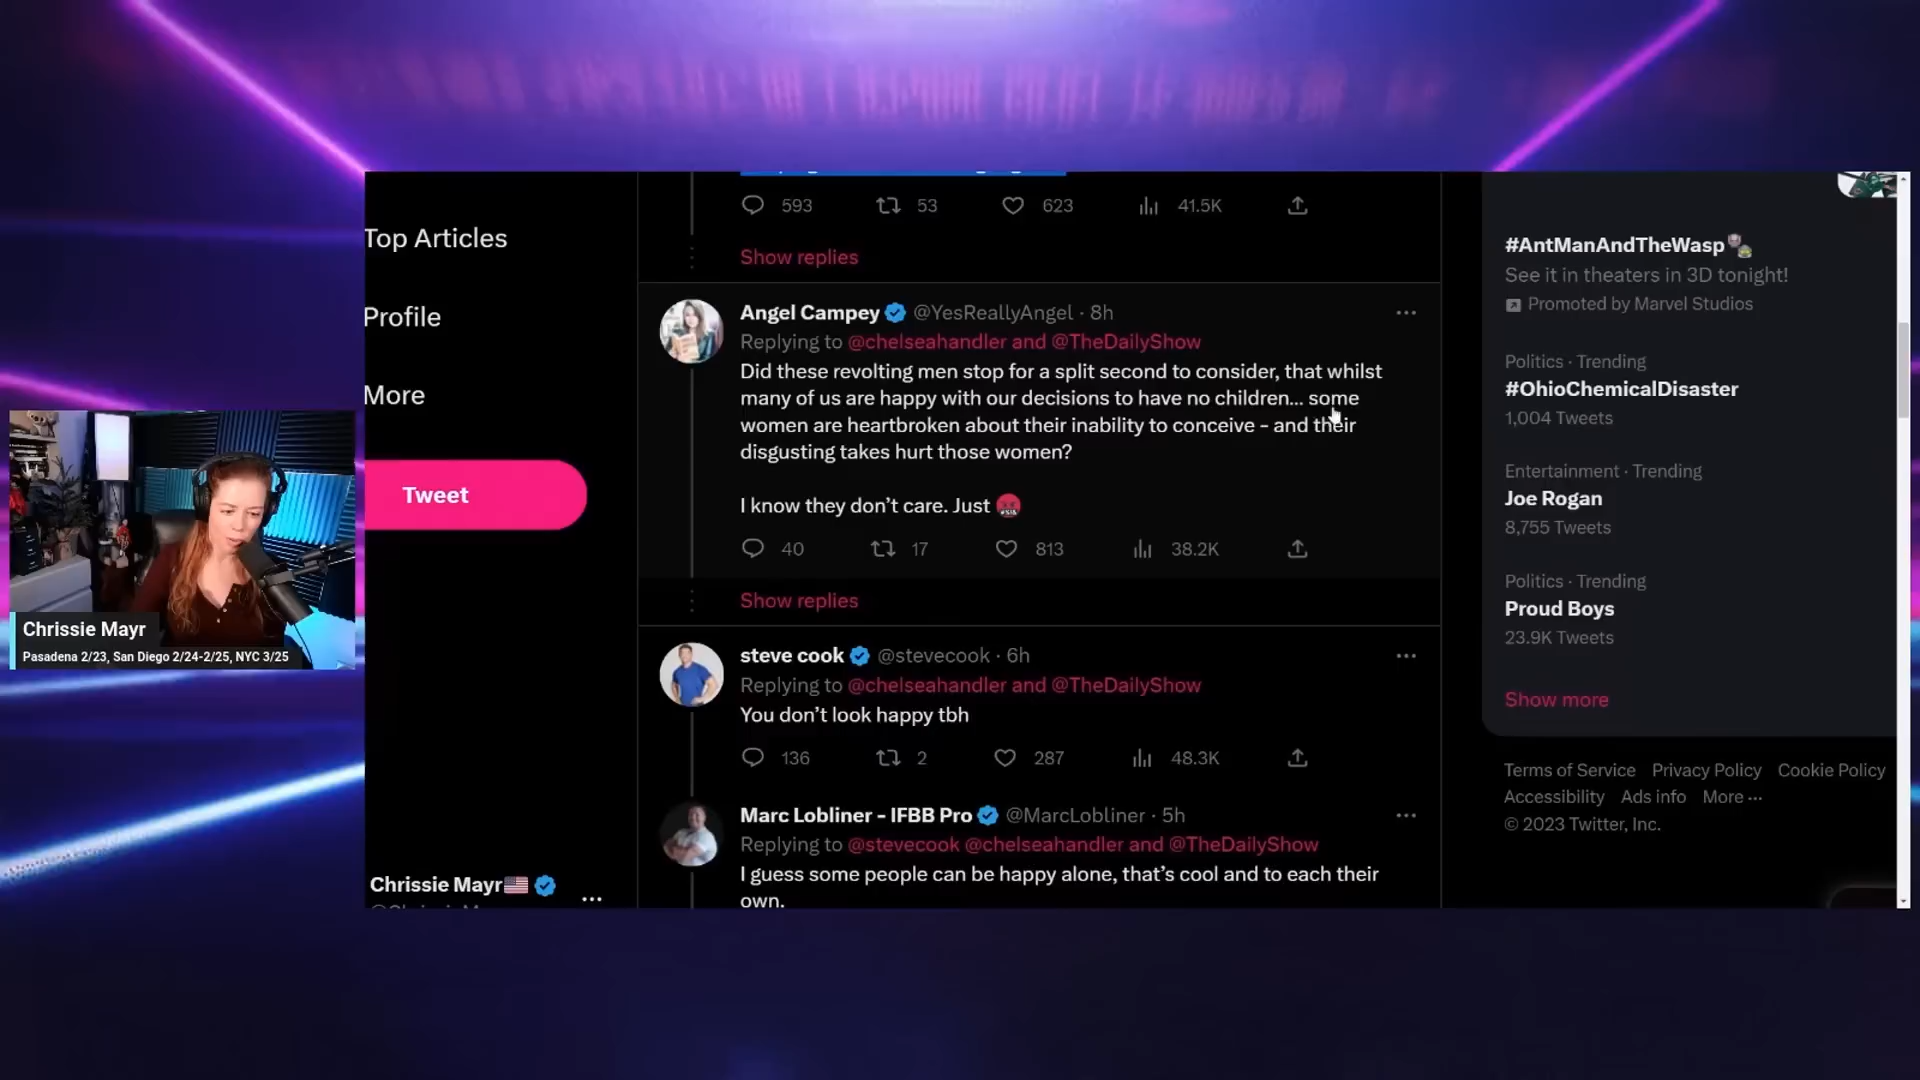 593 53 623 41.5K
Show replies
Top Articles
Profile
More
Tweet
Angel Campey @YesReallyAngel · 8h
Replying to @chelseahandler and @TheDailyShow
Did these revolting men stop for a split second to consider, that whilst
many of us are happy with our decisions to have no children... some
women are heartbroken about their inability to conceive – and their
disgusting takes hurt those women?
I know they don't care. Just
40 17 813 38.2K
Show replies
steve cook @stevecook · 6h
Replying to @chelseahandler and @TheDailyShow
You don't look happy tbh
136 2 287 48.3K
Marc Lobliner - IFBB Pro @MarcLobliner · 5h
Replying to @stevecook @chelseahandler and @TheDailyShow
I guess some people can be happy alone, that's cool and to each their
own.
#AntManAndTheWasp
See it in theaters in 3D tonight!
Promoted by Marvel Studios
Politics · Trending
#OhioChemicalDisaster
1,004 Tweets
Entertainment · Trending
Joe Rogan
8,755 Tweets
Politics · Trending
Proud Boys
23.9K Tweets
Show more
Terms of Service Privacy Policy Cookie Policy
Accessibility Ads info More ···
© 2023 Twitter, Inc.
Chrissie Mayr
Pasadena 2/23, San Diego 2/24-2/25, NYC 3/25
Chrissie Mayr